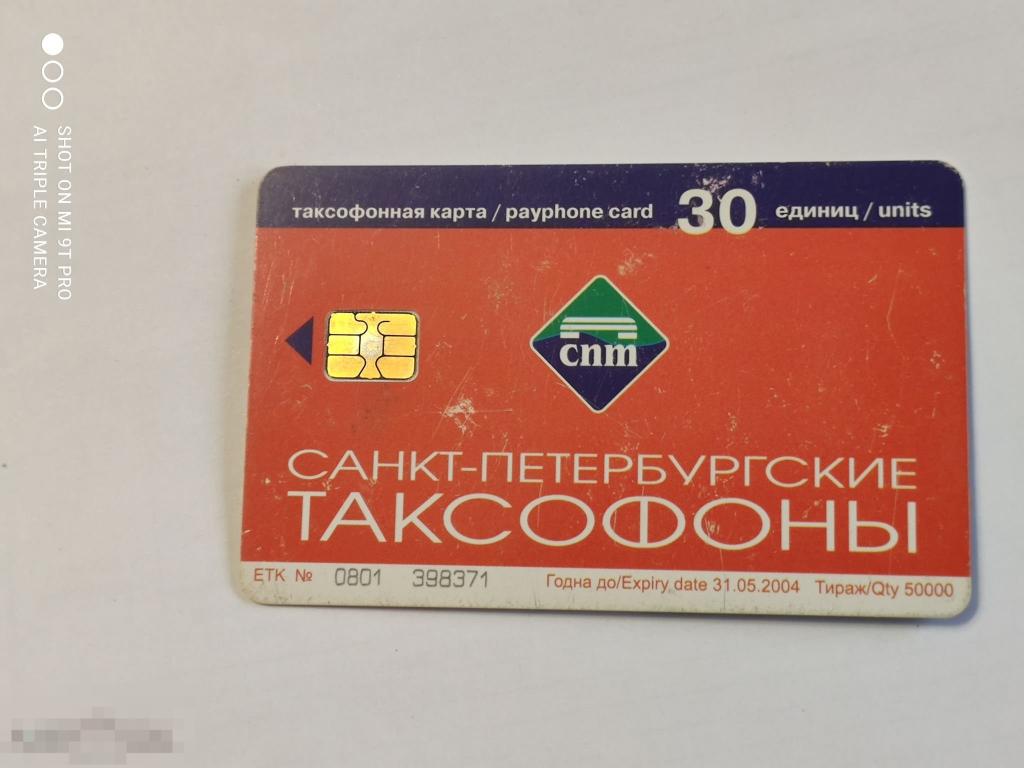 SHOT ON MI 9T PRO
AI TRIPLE CAMERA
таксофонная карта / payphone card 30 единиц / units
спт
САНКТ-ПЕТЕРБУРГСКИЕ
ТАКСОФОНЫ
ЕТК № 0801 398371 Годна до/Expiry date 31.05.2004 Тираж/Qty 50000